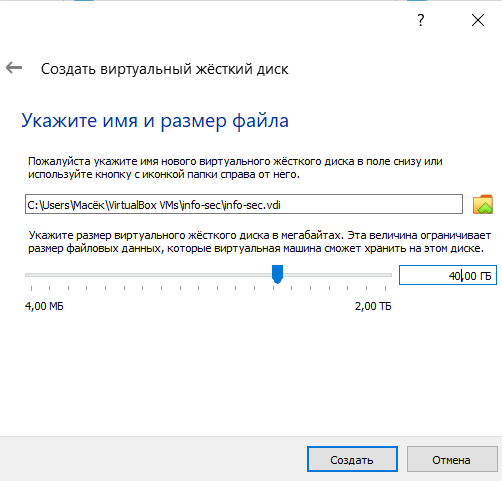 ?
Создать виртуальный жёсткий диск
Укажите имя и размер файла
Пожалуйста укажите имя нового виртуального жёсткого диска в поле снизу или
используйте кнопку с иконкой папки справа от него.
C:\Users\Масёк\VirtualBox VMs\info-sec\info-sec.vdi
Укажите размер виртуального жёсткого диска в мегабайтах. Эта величина ограничивает
размер файловых данных, которые виртуальная машина сможет хранить на этом диске.
40,00 ГБ
4,00 МБ 2,00 ТБ
Создать Отмена